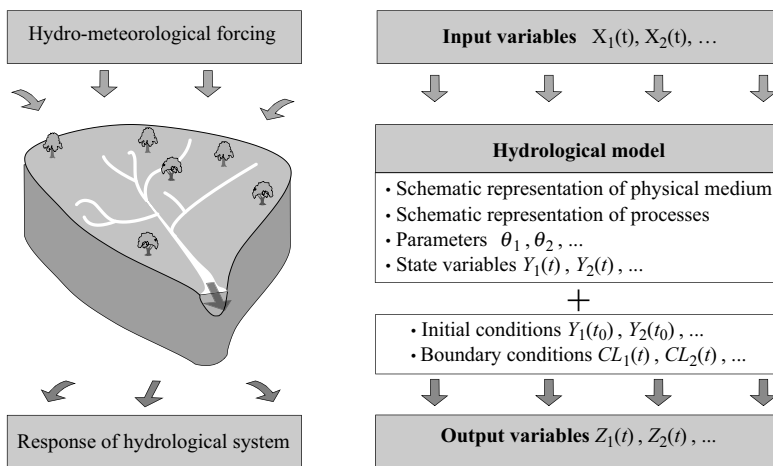 Hydro-meteorological forcing
Response of hydrological system
Input variables X₁(t), X₂(t), ...
Hydrological model
• Schematic representation of physical medium
• Schematic representation of processes
• Parameters θ₁, θ₂, ...
• State variables Y₁(t), Y₂(t), ...
+
• Initial conditions Y₁(t₀), Y₂(t₀), ...
• Boundary conditions CL₁(t), CL₂(t), ...
Output variables Z₁(t), Z₂(t), ...